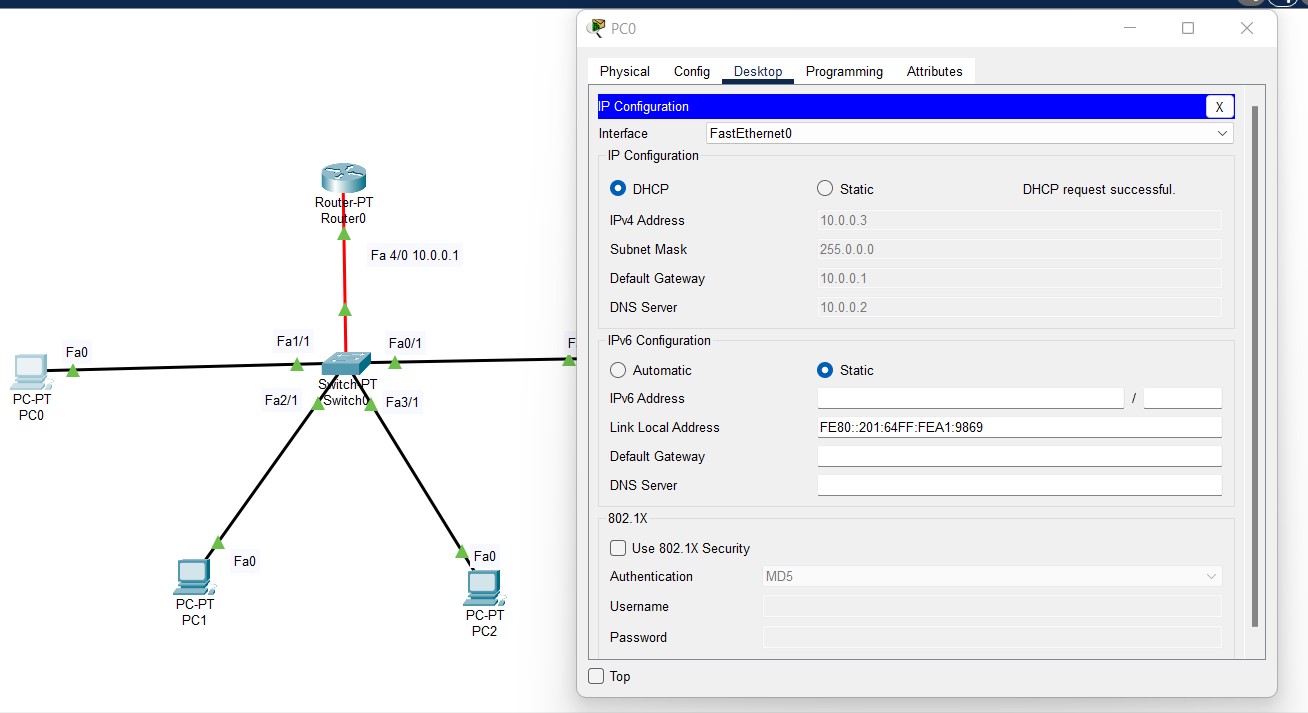 PC0
Physical Config Desktop Programming Attributes
IP Configuration X
Interface FastEthernet0
IP Configuration
DHCP Static DHCP request successful.
IPv4 Address 10.0.0.3
Subnet Mask 255.0.0.0
Default Gateway 10.0.0.1
DNS Server 10.0.0.2
IPv6 Configuration
Automatic Static
IPv6 Address /
Link Local Address FE80::201:64FF:FEA1:9869
Default Gateway
DNS Server
802.1X
Use 802.1X Security
Authentication MD5
Username
Password
Top
Router-PT
Router0
Fa 4/0 10.0.0.1
Fa1/1
Fa0/1
F
Fa0
PC-PT
PC0
Switch-PT
Switch0
Fa2/1
Fa3/1
Fa0
PC-PT
PC1
Fa0
PC-PT
PC2